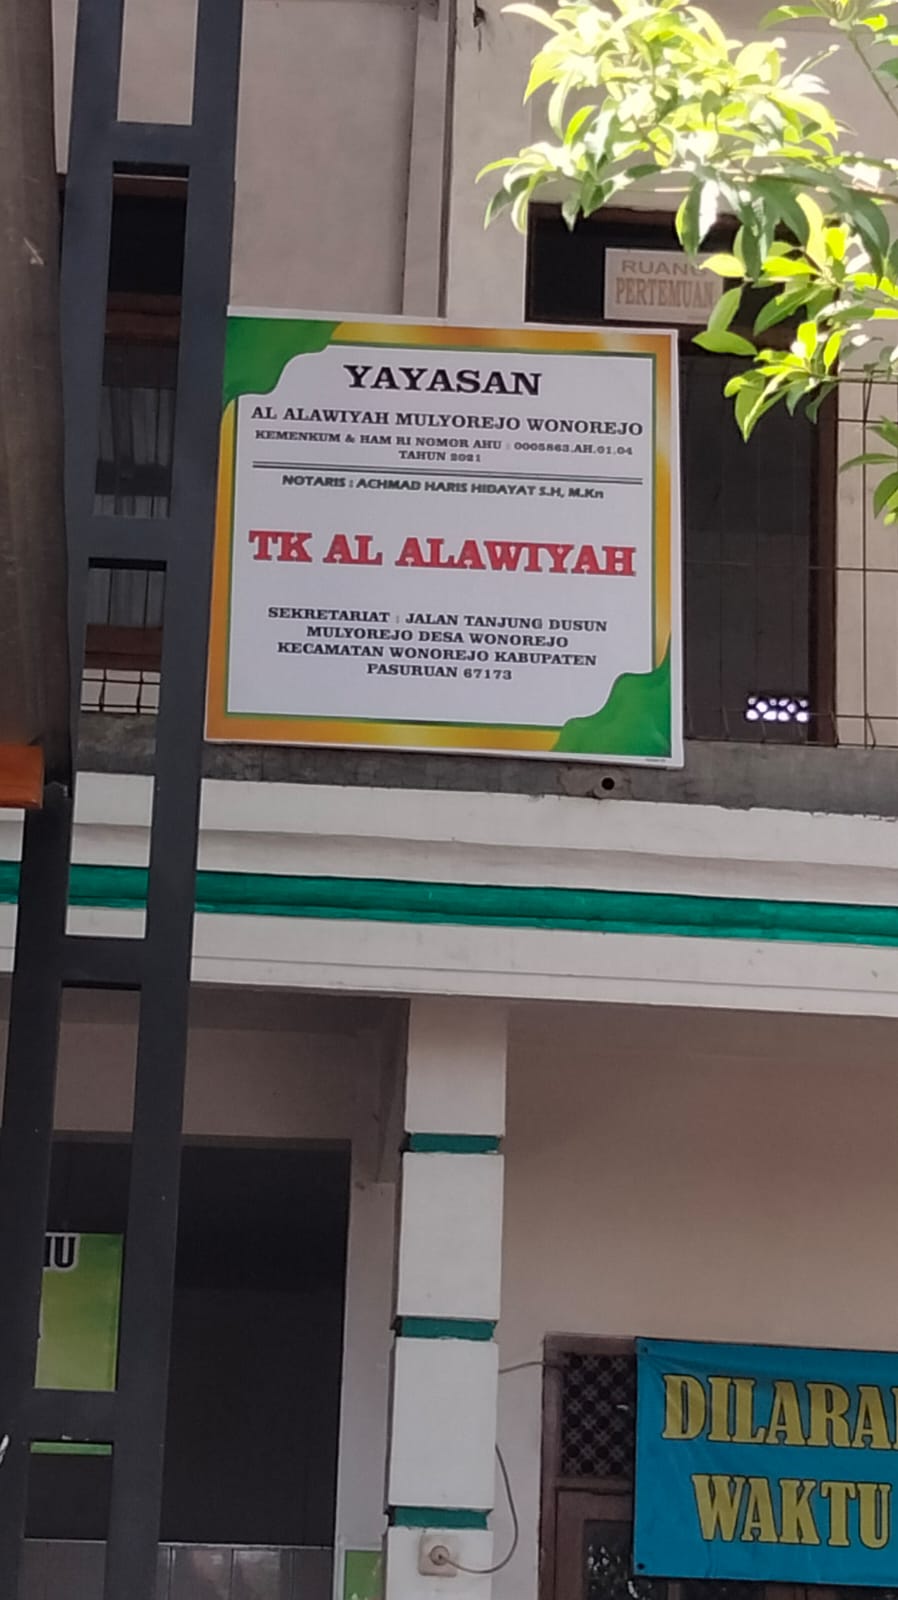 RUANG
PERTEMUAN
YAYASAN
AL ALAWIYAH MULYOREJO WONOREJO
KEMENKUM & HAM RI NOMOR AHU : 0005863.AH.01.04
TAHUN 2021
NOTARIS : ACHMAD HARIS HIDAYAT S.H, M.Kn
TK AL ALAWIYAH
SEKRETARIAT : JALAN TANJUNG DUSUN
MULYOREJO DESA WONOREJO
KECAMATAN WONOREJO KABUPATEN
PASURUAN 67173
DILARA
WAKTU